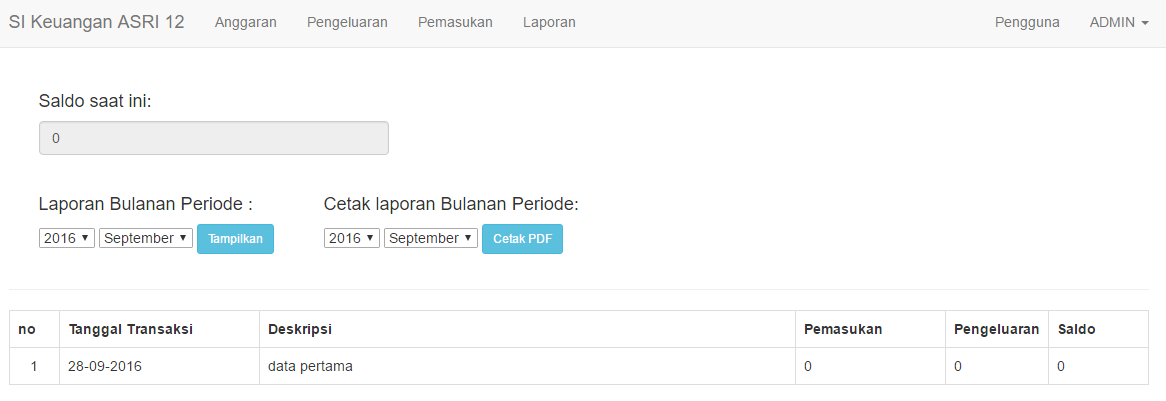 SI Keuangan ASRI 12 Anggaran Pengeluaran Pemasukan Laporan Pengguna ADMIN
Saldo saat ini:
0
Laporan Bulanan Periode : Cetak laporan Bulanan Periode:
2016 September Tampilkan 2016 September Cetak PDF
no Tanggal Transaksi Deskripsi Pemasukan Pengeluaran Saldo
1 28-09-2016 data pertama 0 0 0